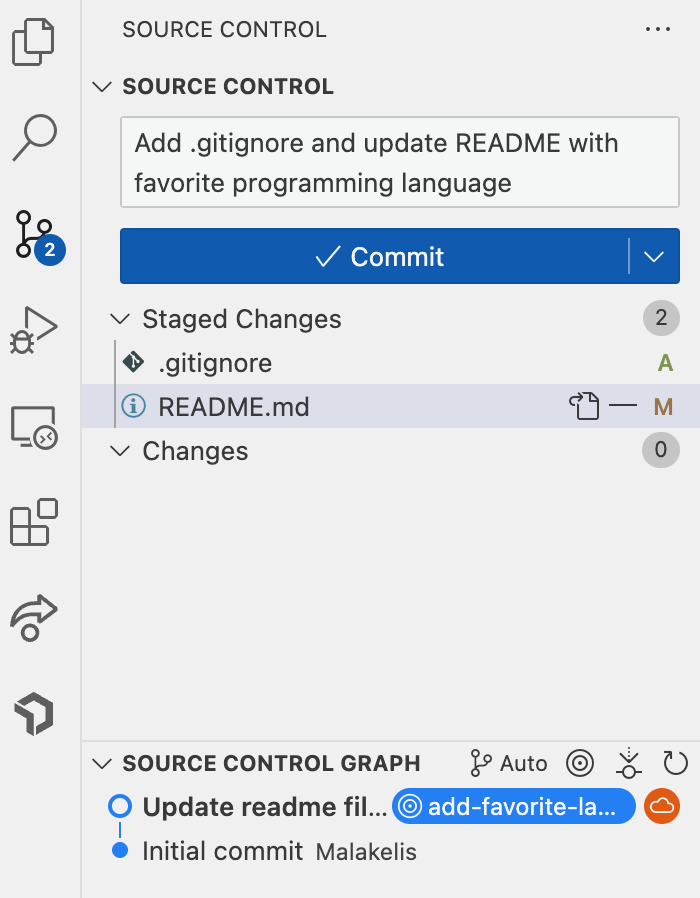 SOURCE CONTROL
SOURCE CONTROL
Add .gitignore and update README with
favorite programming language
Commit
2
Staged Changes 2
.gitignore A
README.md M
Changes 0
SOURCE CONTROL GRAPH Auto
Update readme fil... add-favorite-la...
Initial commit Malakelis